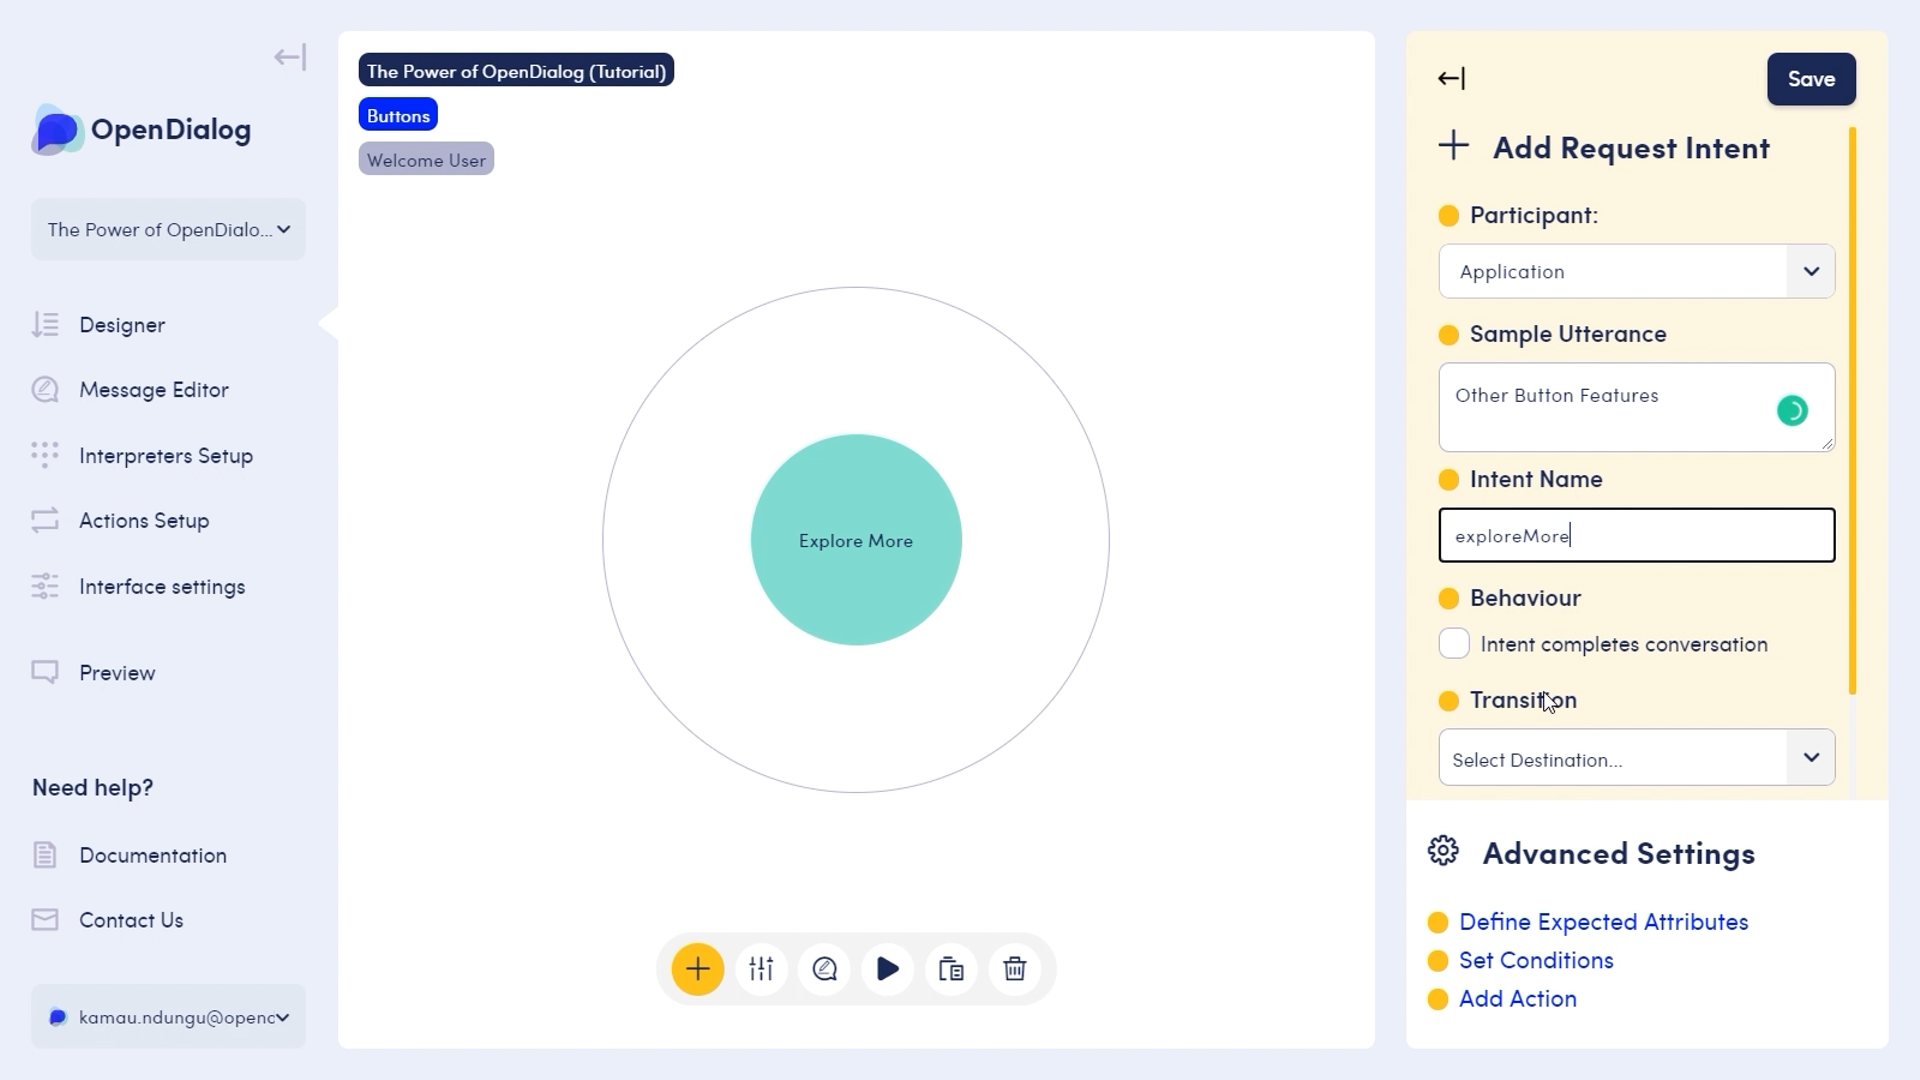 OpenDialog
The Power of OpenDialo...
Designer
Message Editor
Interpreters Setup
Actions Setup
Interface settings
Preview
Need help?
Documentation
Contact Us
kamau.ndungu@openc
The Power of OpenDialog (Tutorial)
Buttons
Welcome User
Explore More
Save
Add Request Intent
Participant:
Application
Sample Utterance
Other Button Features
Intent Name
exploreMore
Behaviour
Intent completes conversation
Transition
Select Destination...
Advanced Settings
Define Expected Attributes
Set Conditions
Add Action